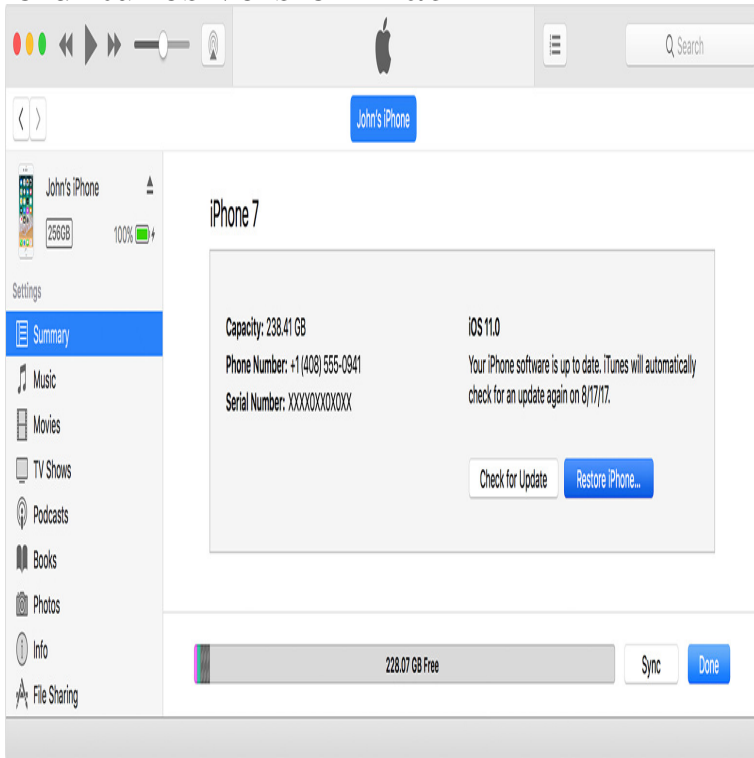 Search
John's iPhone
John's iPhone
256GB
100%
iPhone 7
Settings
Summary
Music
Movies
TV Shows
Podcasts
Books
Photos
Info
File Sharing
Capacity: 238.41 GB
Phone Number: +1 (408) 555-0941
Serial Number: XXXX0XX0X0XX
iOS 11.0
Your iPhone software is up to date. iTunes will automatically
check for an update again on 8/17/17.
Check for Update
Restore iPhone...
228.07 GB Free
Sync
Done